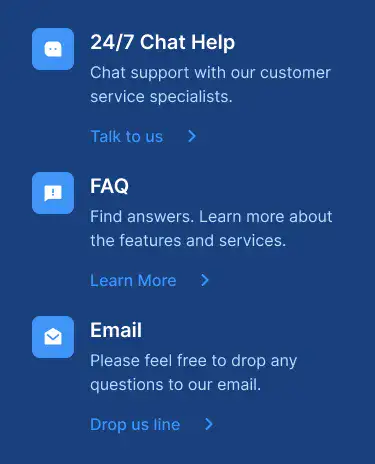 24/7 Chat Help
Chat support with our customer
service specialists.
Talk to us
FAQ
Find answers. Learn more about
the features and services.
Learn More
Email
Please feel free to drop any
questions to our email.
Drop us line